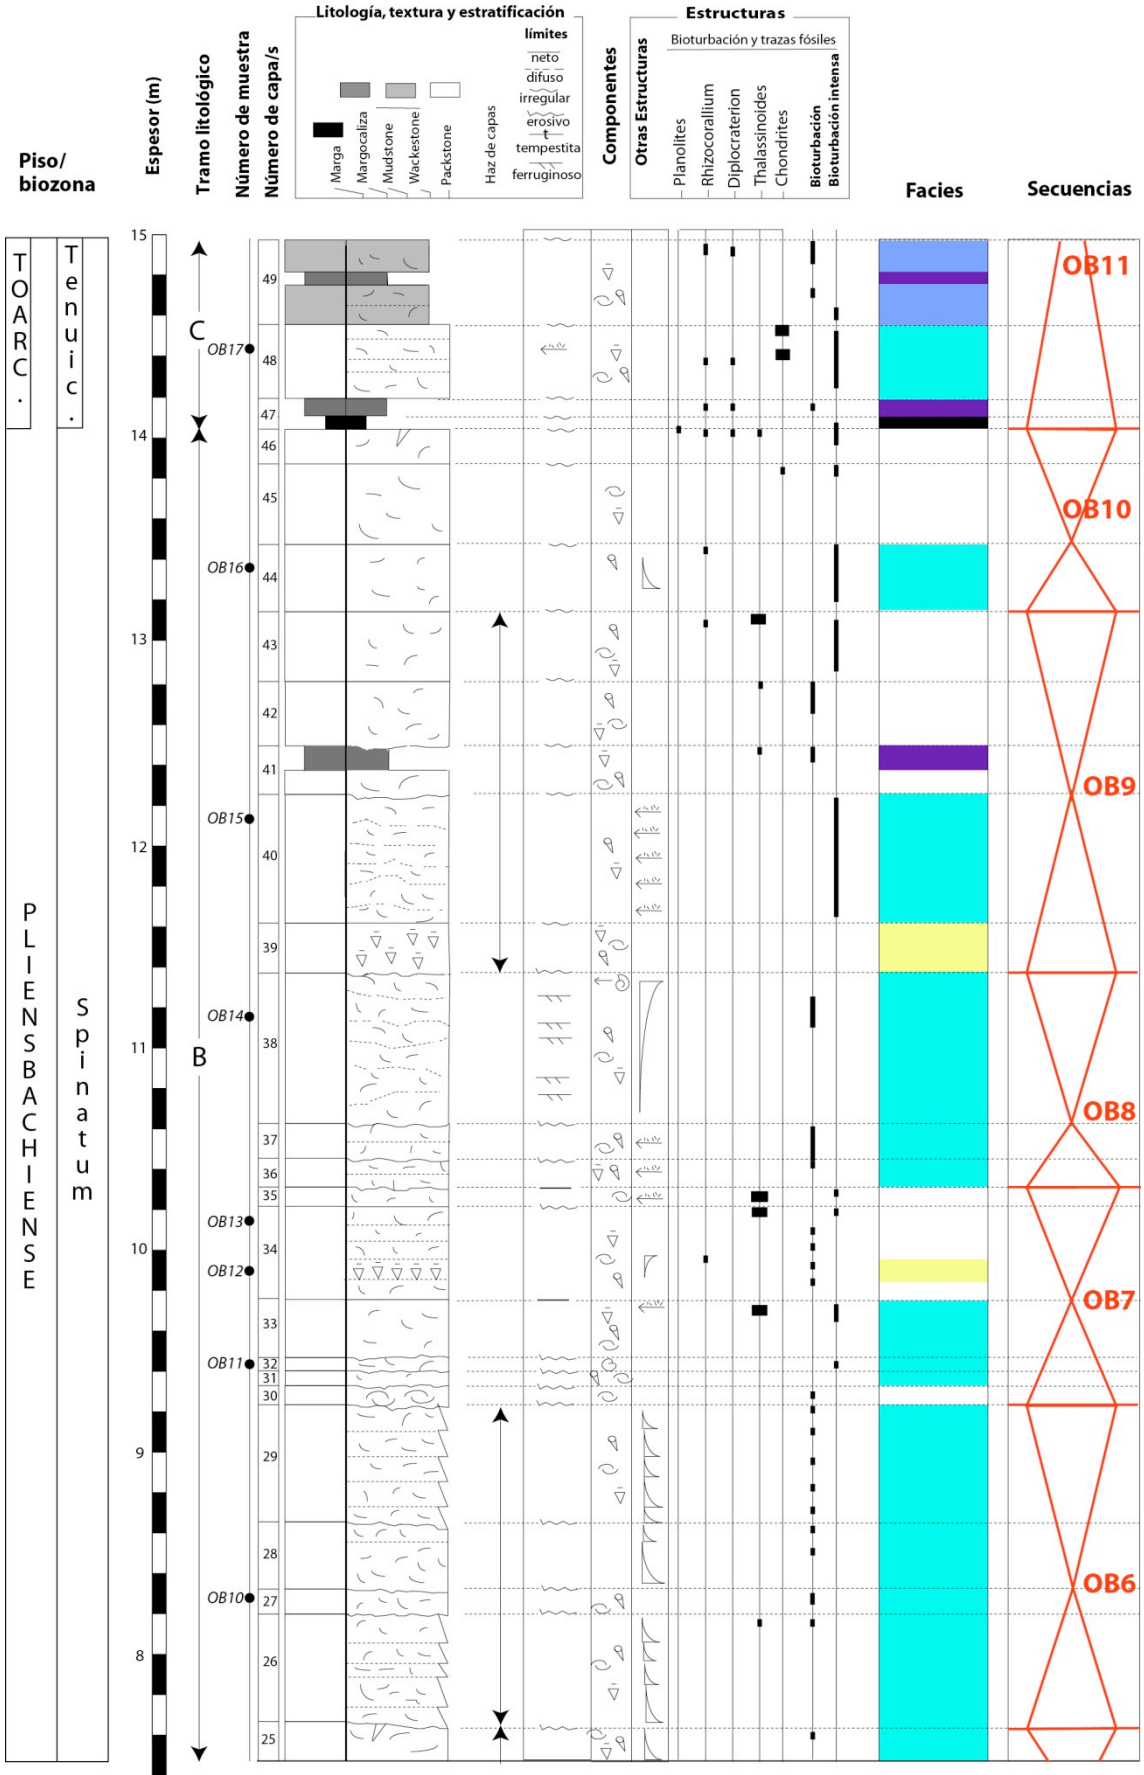 Litología, textura y estratificación
Estructuras
Bioturbación y trazas fósiles
Piso/
biozona
Espesor (m)
Tramo litológico
Número de muestra
Número de capa/s
Marga
Margocaliza
Mudstone
Wackestone
Packstone
Haz de capas
límites
neto
difuso
irregular
erosivo
t
tempestita
ferruginoso
Componentes
Otras Estructuras
Planolites
Rhizocorallium
Diplocraterion
Thalassinoides
Chondrites
Bioturbación
Bioturbación intensa
Facies
Secuencias
TOARC.
Tenuic.
PLIENSBACHIENSE
Spinatum
15
14
13
12
11
10
9
8
C
B
OB17
OB16
OB15
OB14
OB13
OB12
OB11
OB10
49
48
47
46
45
44
43
42
41
40
39
38
37
36
35
34
33
32
31
30
29
28
27
26
25
OB11
OB10
OB9
OB8
OB7
OB6